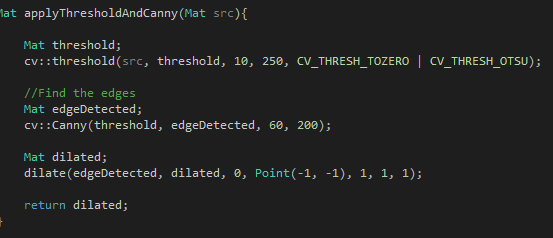 Mat applyThresholdAndCanny(Mat src){
Mat threshold;
cv::threshold(src, threshold, 10, 250, CV_THRESH_TOZERO | CV_THRESH_OTSU);
//Find the edges
Mat edgeDetected;
cv::Canny(threshold, edgeDetected, 60, 200);
Mat dilated;
dilate(edgeDetected, dilated, 0, Point(-1, -1), 1, 1, 1);
return dilated;
}